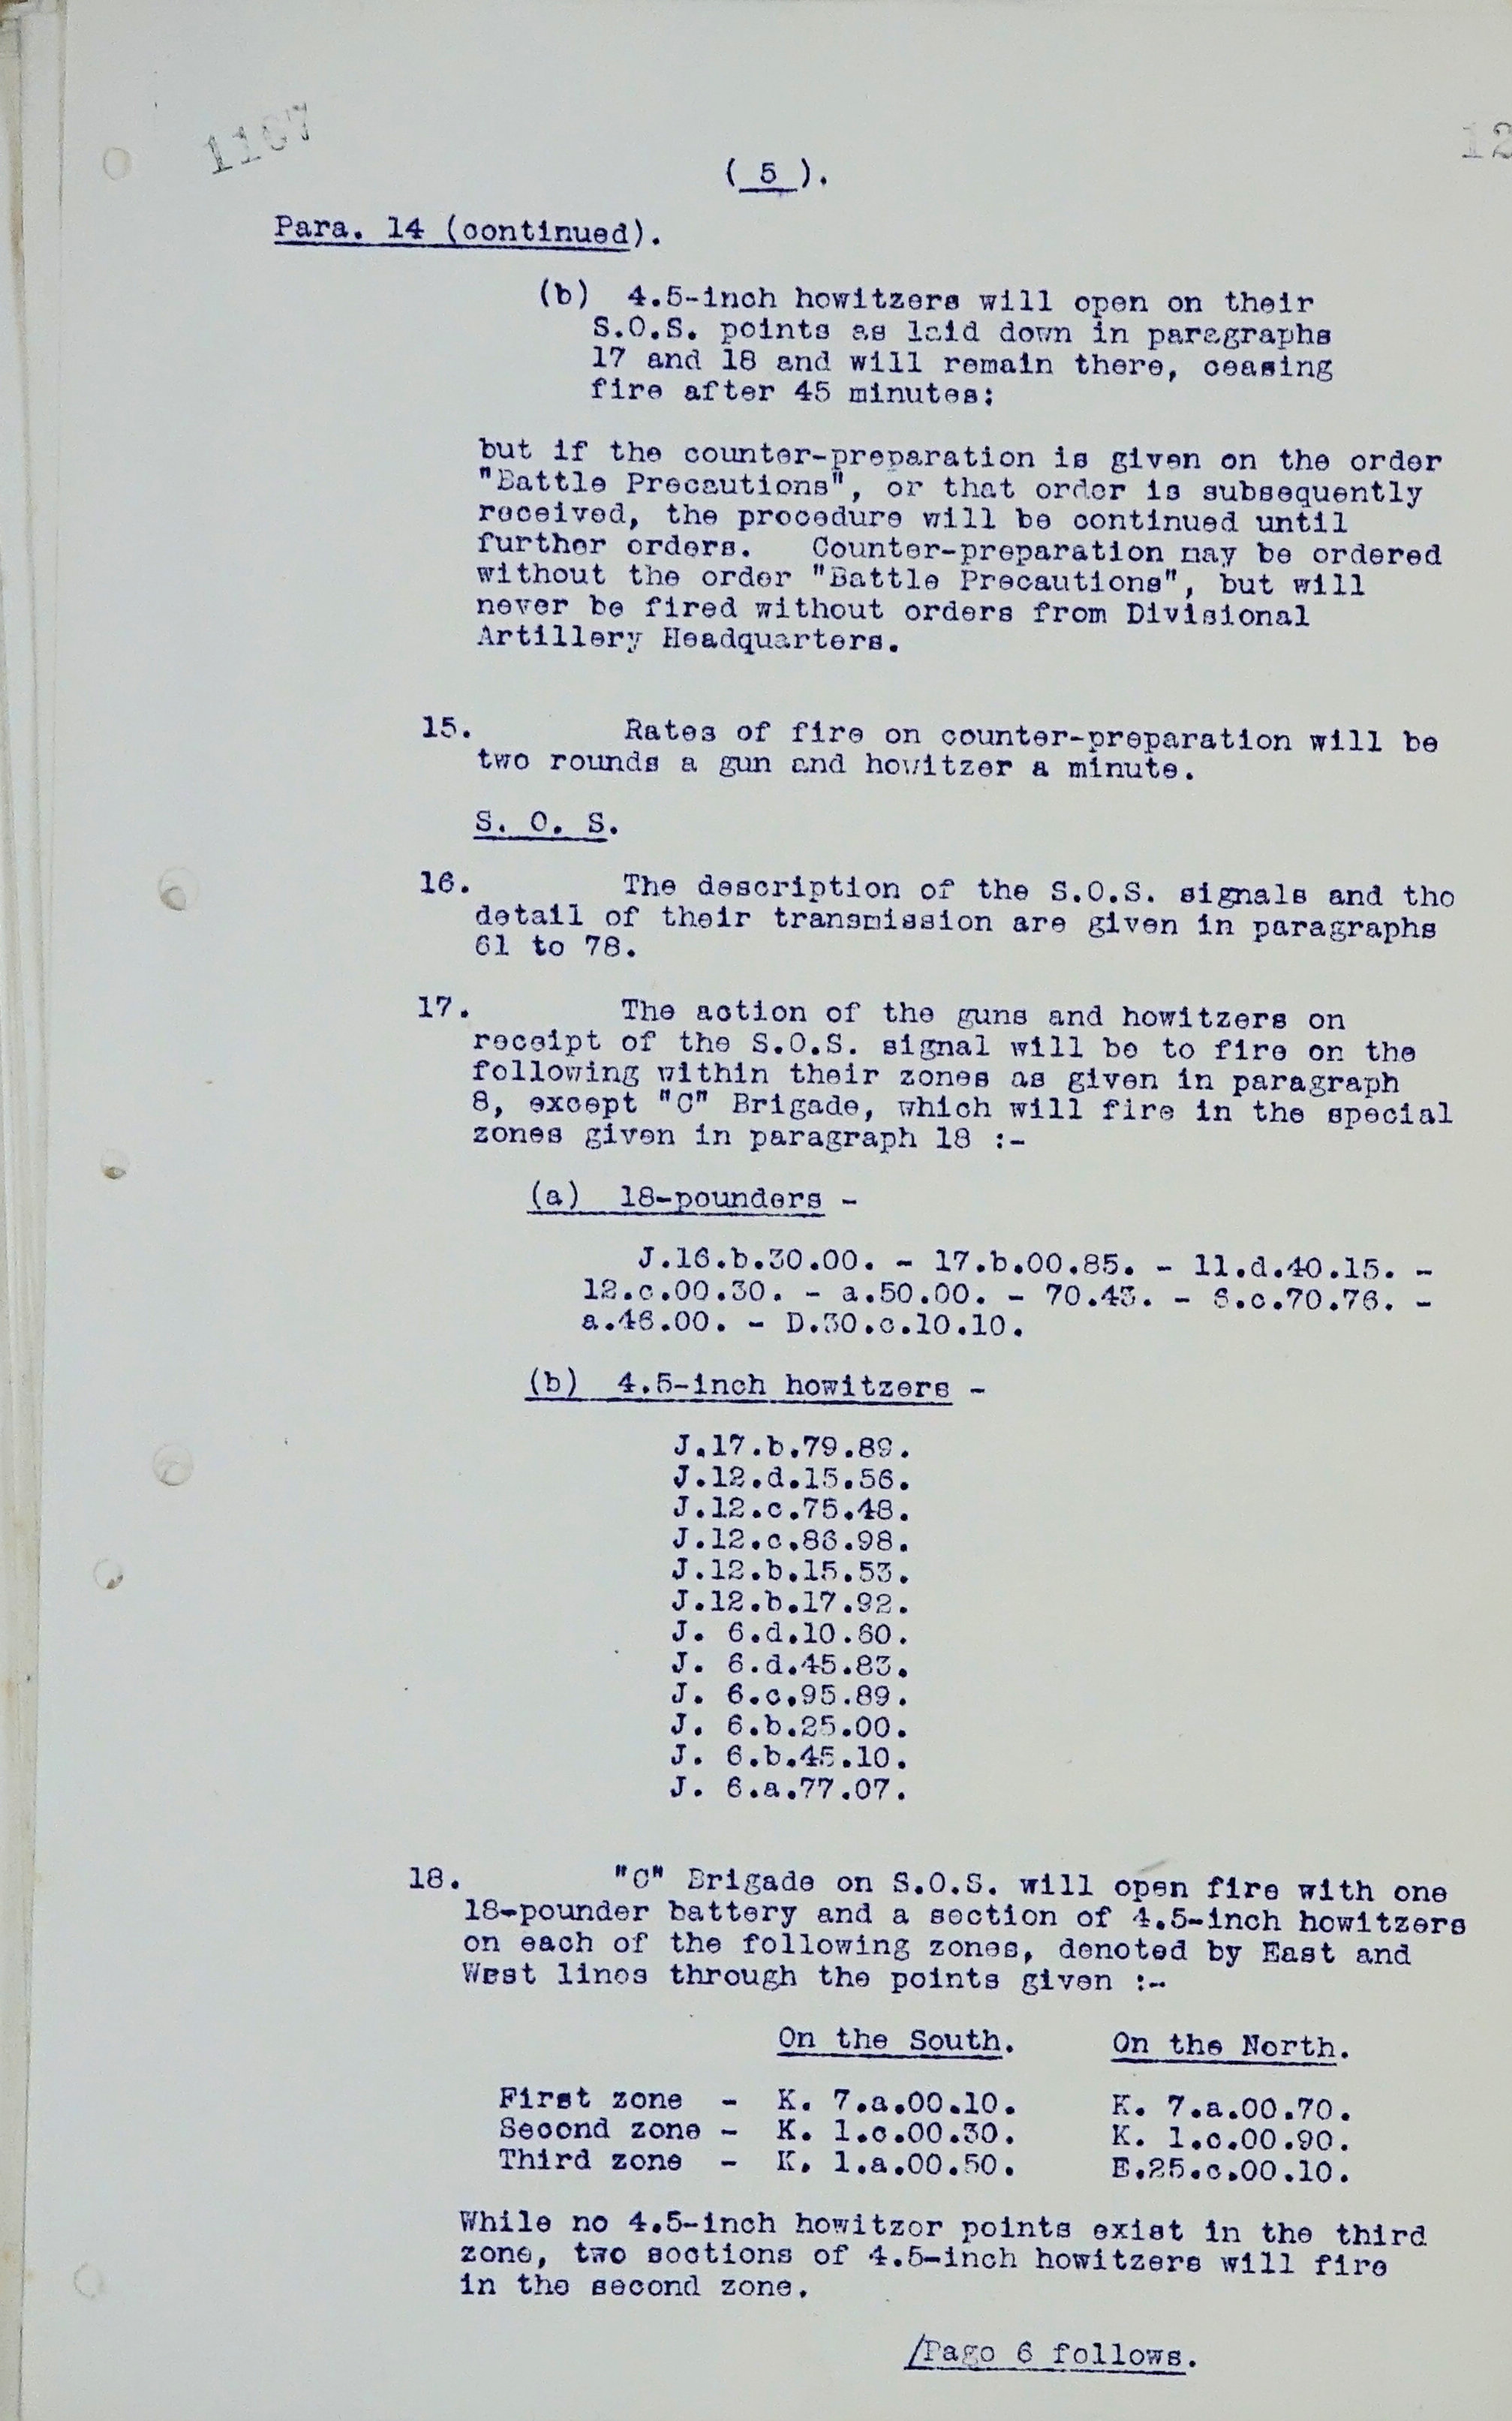 1107
12
( 5 ).
Para. 14 (continued).
(b) 4.5-inch howitzers will open on their
S.O.S. points as laid down in paragraphs
17 and 18 and will remain there, ceasing
fire after 45 minutes;
but if the counter-preparation is given on the order
"Battle Precautions", or that order is subsequently
received, the procedure will be continued until
further orders. Counter-preparation may be ordered
without the order "Battle Precautions", but will
never be fired without orders from Divisional
Artillery Headquarters.
15. Rates of fire on counter-preparation will be
two rounds a gun and howitzer a minute.
S. O. S.
16. The description of the S.O.S. signals and the
detail of their transmission are given in paragraphs
61 to 78.
17. The action of the guns and howitzers on
receipt of the S.O.S. signal will be to fire on the
following within their zones as given in paragraph
8, except "C" Brigade, which will fire in the special
zones given in paragraph 18 :-
(a) 18-pounders -
J.16.b.30.00. - 17.b.00.85. - 11.d.40.15. -
12.c.00.30. - a.50.00. - 70.43. - 6.c.70.76. -
a.46.00. - D.30.c.10.10.
(b) 4.5-inch howitzers -
J.17.b.79.89.
J.12.d.15.56.
J.12.c.75.48.
J.12.c.86.98.
J.12.b.15.53.
J.12.b.17.92.
J. 6.d.10.60.
J. 6.d.45.83.
J. 6.c.95.89.
J. 6.b.25.00.
J. 6.b.45.10.
J. 6.a.77.07.
18. "C" Brigade on S.O.S. will open fire with one
18-pounder battery and a section of 4.5-inch howitzers
on each of the following zones, denoted by East and
West lines through the points given :-
On the South. On the North.
First zone - K. 7.a.00.10. K. 7.a.00.70.
Second zone - K. 1.c.00.30. K. 1.c.00.90.
Third zone - K. 1.a.00.50. E.25.c.00.10.
While no 4.5-inch howitzer points exist in the third
zone, two sections of 4.5-inch howitzers will fire
in the second zone.
/Page 6 follows.